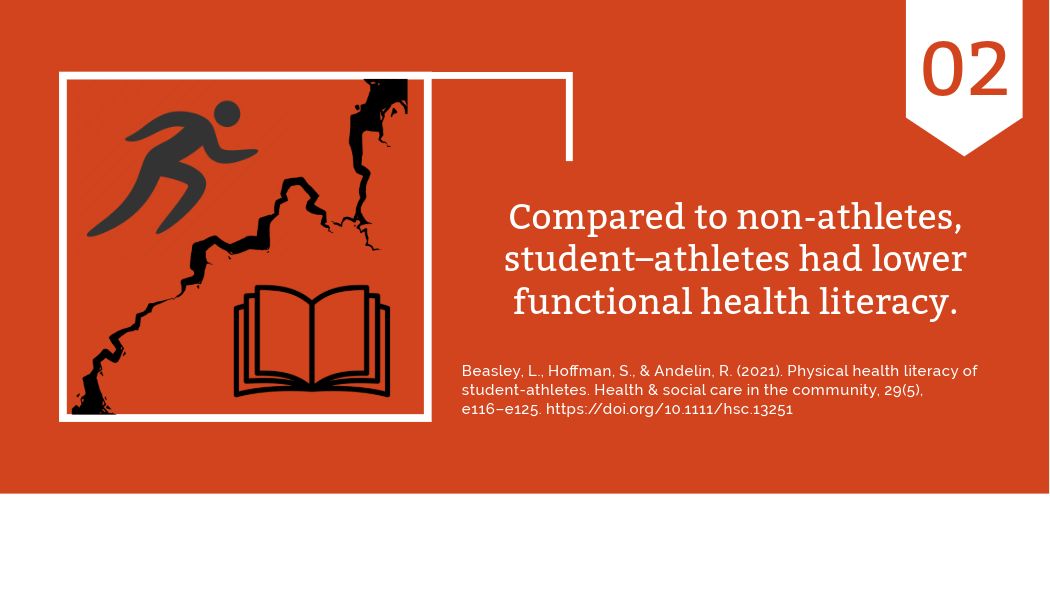 02
Compared to non-athletes,
student–athletes had lower
functional health literacy.
Beasley, L., Hoffman, S., & Andelin, R. (2021). Physical health literacy of
student-athletes. Health & social care in the community, 29(5),
e116–e125. https://doi.org/10.1111/hsc.13251